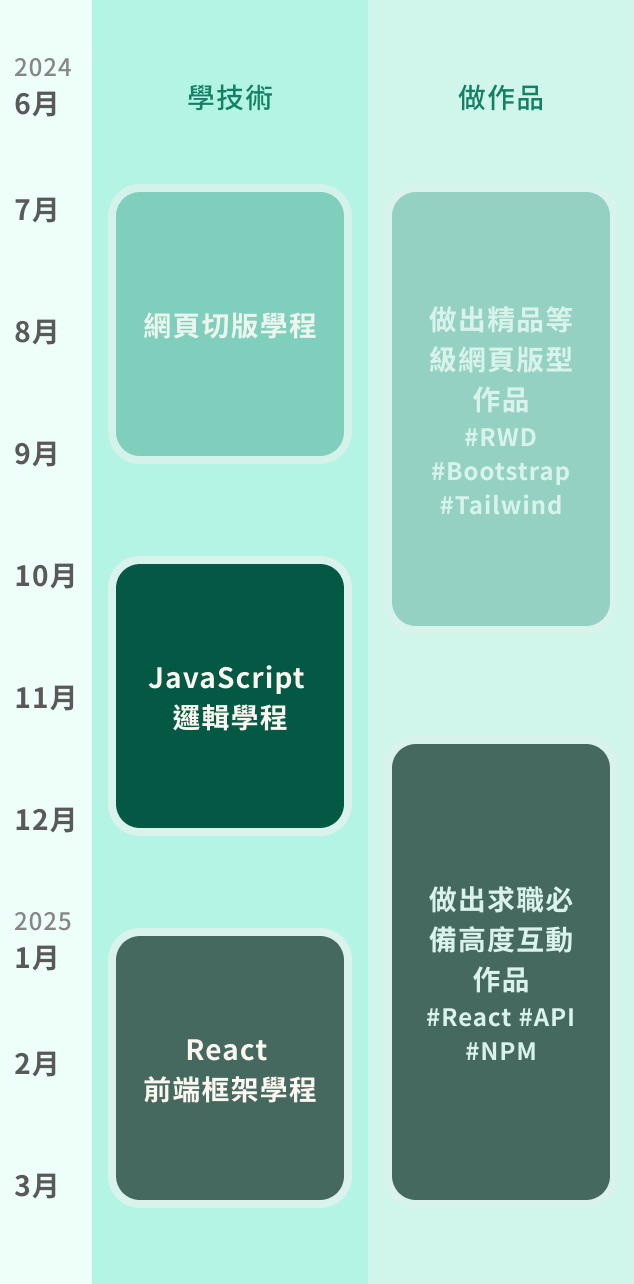 2024
6月
7月
8月
9月
10月
11月
12月
2025
1月
2月
3月
學技術
網頁切版學程
JavaScript
邏輯學程
React
前端框架學程
做作品
做出精品等
級網頁版型
作品
#RWD
#Bootstrap
#Tailwind
做出求職必
備高度互動
作品
#React #API
#NPM